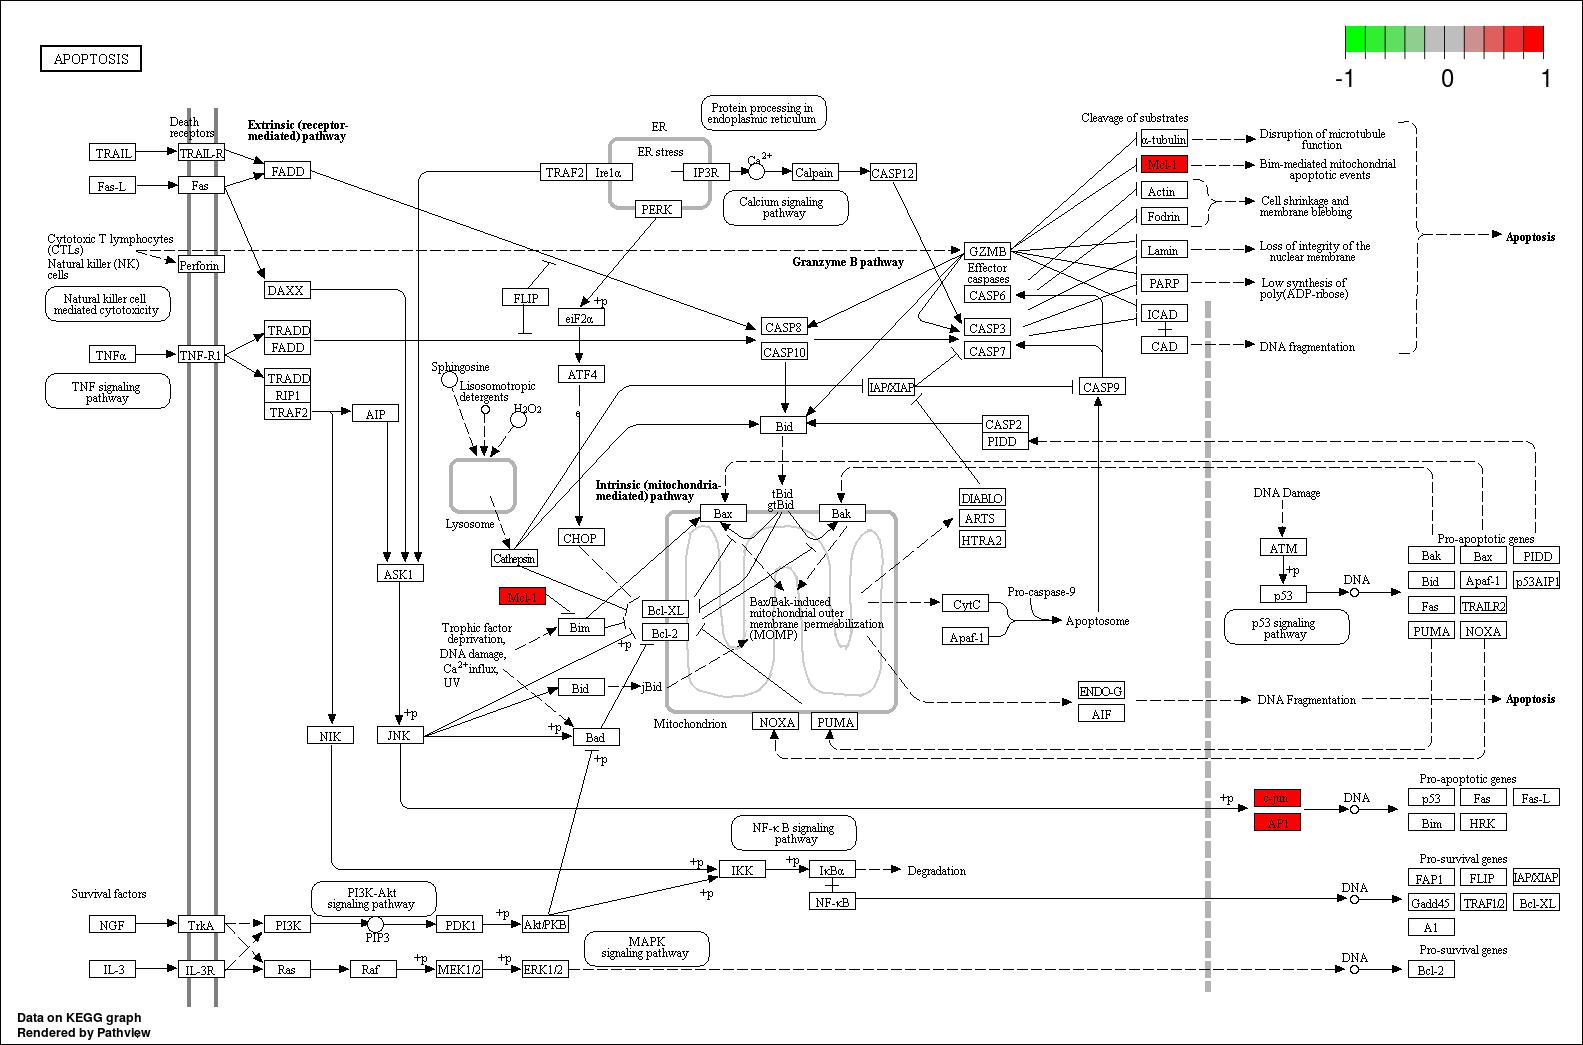 APOPTOSIS
-1
0
1
Death
receptors
Extrinsic (receptor-
mediated) pathway
TRAIL
TRAIL-R
Fas-L
Fas
FADD
Cytotoxic T lymphocytes
(CTLs)
Natural killer (NK)
cells
Perforin
DAXX
Natural killer cell
mediated cytotoxicity
TRADD
FADD
TNFα
TNF-R1
TRADD
RIP1
TRAF2
TNF signaling
pathway
AIP
ER
Protein processing in
endoplasmic reticulum
ER stress
TRAF2
Ire1α
IP3R
Ca2+
Calpain
CASP12
PERK
Calcium signaling
pathway
Granzyme B pathway
FLIP
+p
eiF2α
ATF4
e
CHOP
GZMB
Effector
caspases
CASP6
CASP3
CASP7
CASP8
CASP10
IAP/XIAP
CASP9
Bid
CASP2
PIDD
Cleavage of substrates
α-tubulin
Mcl-1
Actin
Fodrin
Lamin
PARP
ICAD
CAD
Disruption of microtubule
function
Bim-mediated mitochondrial
apoptotic events
Cell shrinkage and
membrane blebbing
Loss of integrity of the
nuclear membrane
Low synthesis of
poly(ADP-ribose)
DNA fragmentation
Apoptosis
Sphingosine
Lisosomotropic
detergents
H2O2
Lysosome
Cathepsin
Intrinsic (mitochondria-
mediated) pathway
tBid
gtBid
Bax
Bak
DIABLO
ARTS
HTRA2
ASK1
Mcl-1
Bim
Bcl-XL
Bcl-2
+p
Trophic factor
deprivation,
DNA damage,
Ca2+influx,
UV
Bax/Bak-induced
mitochondrial outer
membrane permeabilization
(MOMP)
Bid
jBid
Mitochondrion
NOXA
PUMA
CytC
Apaf-1
Pro-caspase-9
Apoptosome
ENDO-G
AIF
DNA Fragmentation
Apoptosis
DNA Damage
ATM
+p
p53
DNA
p53 signaling
pathway
Pro-apoptotic genes
Bak
Bax
PIDD
Bid
Apaf-1
p53AIP1
Fas
TRAILR2
PUMA
NOXA
NIK
+p
JNK
+p
Bad
+p
+p
c-jun
AP1
DNA
Pro-apoptotic genes
p53
Fas
Fas-L
Bim
HRK
NF-κB signaling
pathway
+p
IKK
+p
IκBα
Degradation
+p
NF-κB
DNA
Pro-survival genes
FAP1
FLIP
IAP/XIAP
Gadd45
TRAF1/2
Bcl-XL
A1
Survival factors
PI3K-Akt
signaling pathway
NGF
TrkA
PI3K
PIP3
PDK1
+p
Akt/PKB
MAPK
signaling pathway
IL-3
IL-3R
Ras
Raf
+p
MEK1/2
+p
ERK1/2
DNA
Pro-survival genes
Bcl-2
Data on KEGG graph
Rendered by Pathview